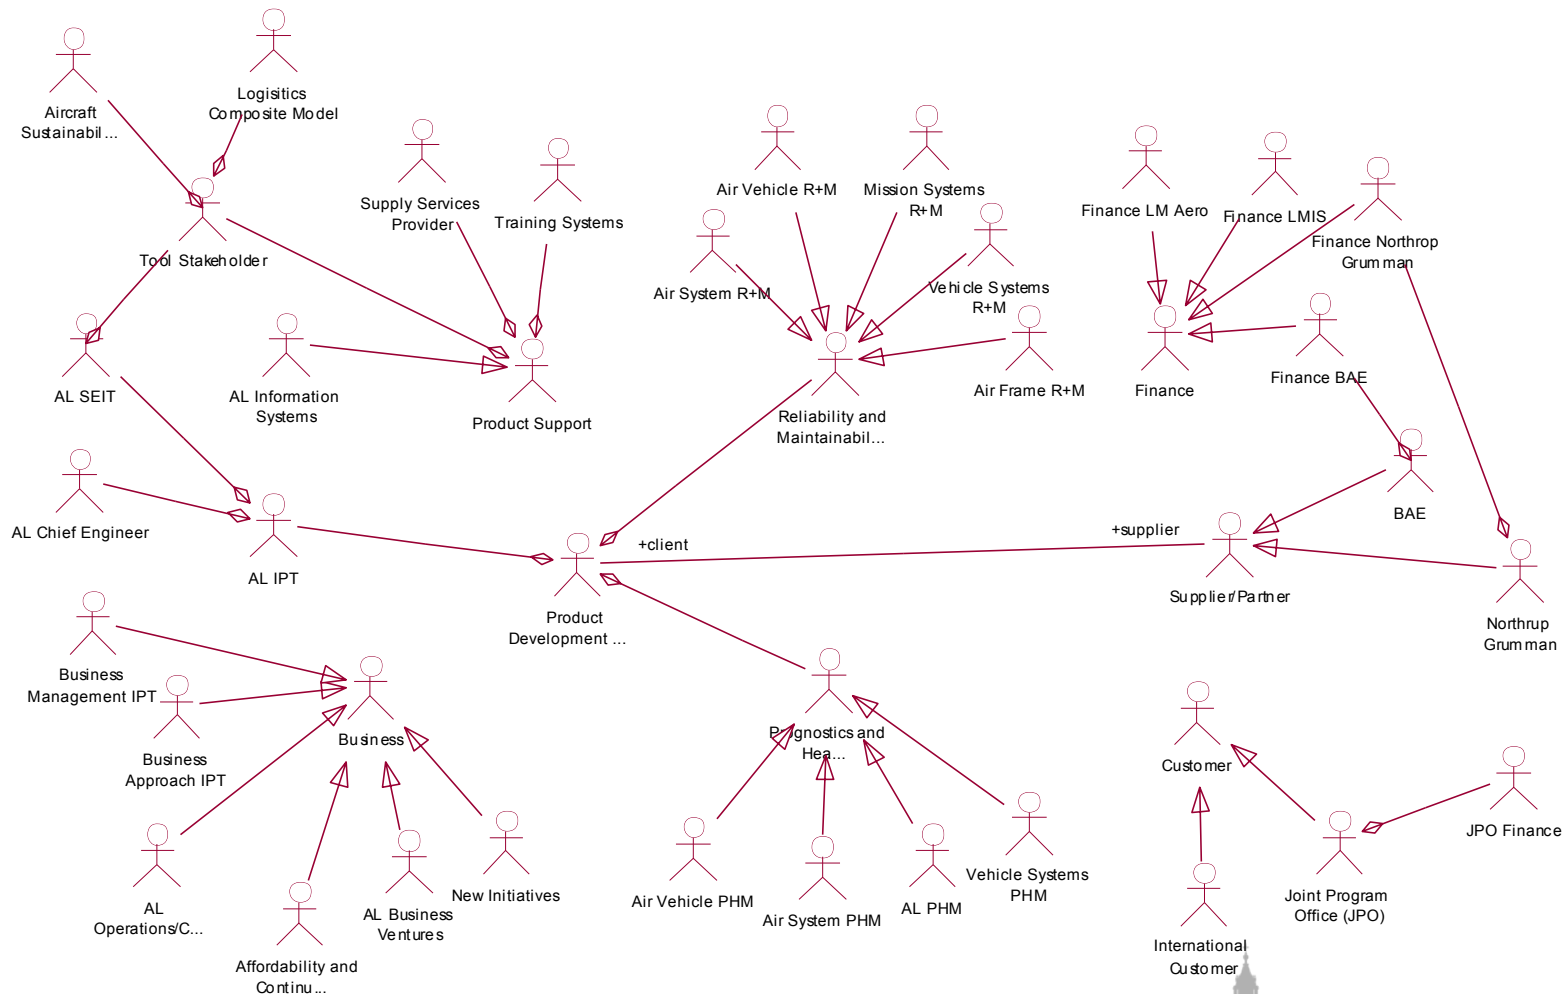 Logisitics
Composite Model
Aircraft
Sustainabil...
Supply Services
Provider
Training Systems
Air Vehicle R+M
Mission Systems
R+M
Finance LM Aero
Finance LMIS
Finance Northrop
Grumman
Tool Stakeholder
Air System R+M
Vehicle Systems
R+M
AL SEIT
AL Information
Systems
Product Support
Reliability and
Maintainabil...
Air Frame R+M
Finance
Finance BAE
AL Chief Engineer
BAE
AL IPT
+client
+supplier
Product
Development ...
Supplier/Partner
Northrup
Grumman
Business
Management IPT
Business
Approach IPT
Business
Prognostics and
Hea...
Customer
JPO Finance
AL
Operations/C...
Affordability and
Continu...
AL Business
Ventures
New Initiatives
Air Vehicle PHM
Air System PHM
AL PHM
Vehicle Systems
PHM
Joint Program
Office (JPO)
International
Customer